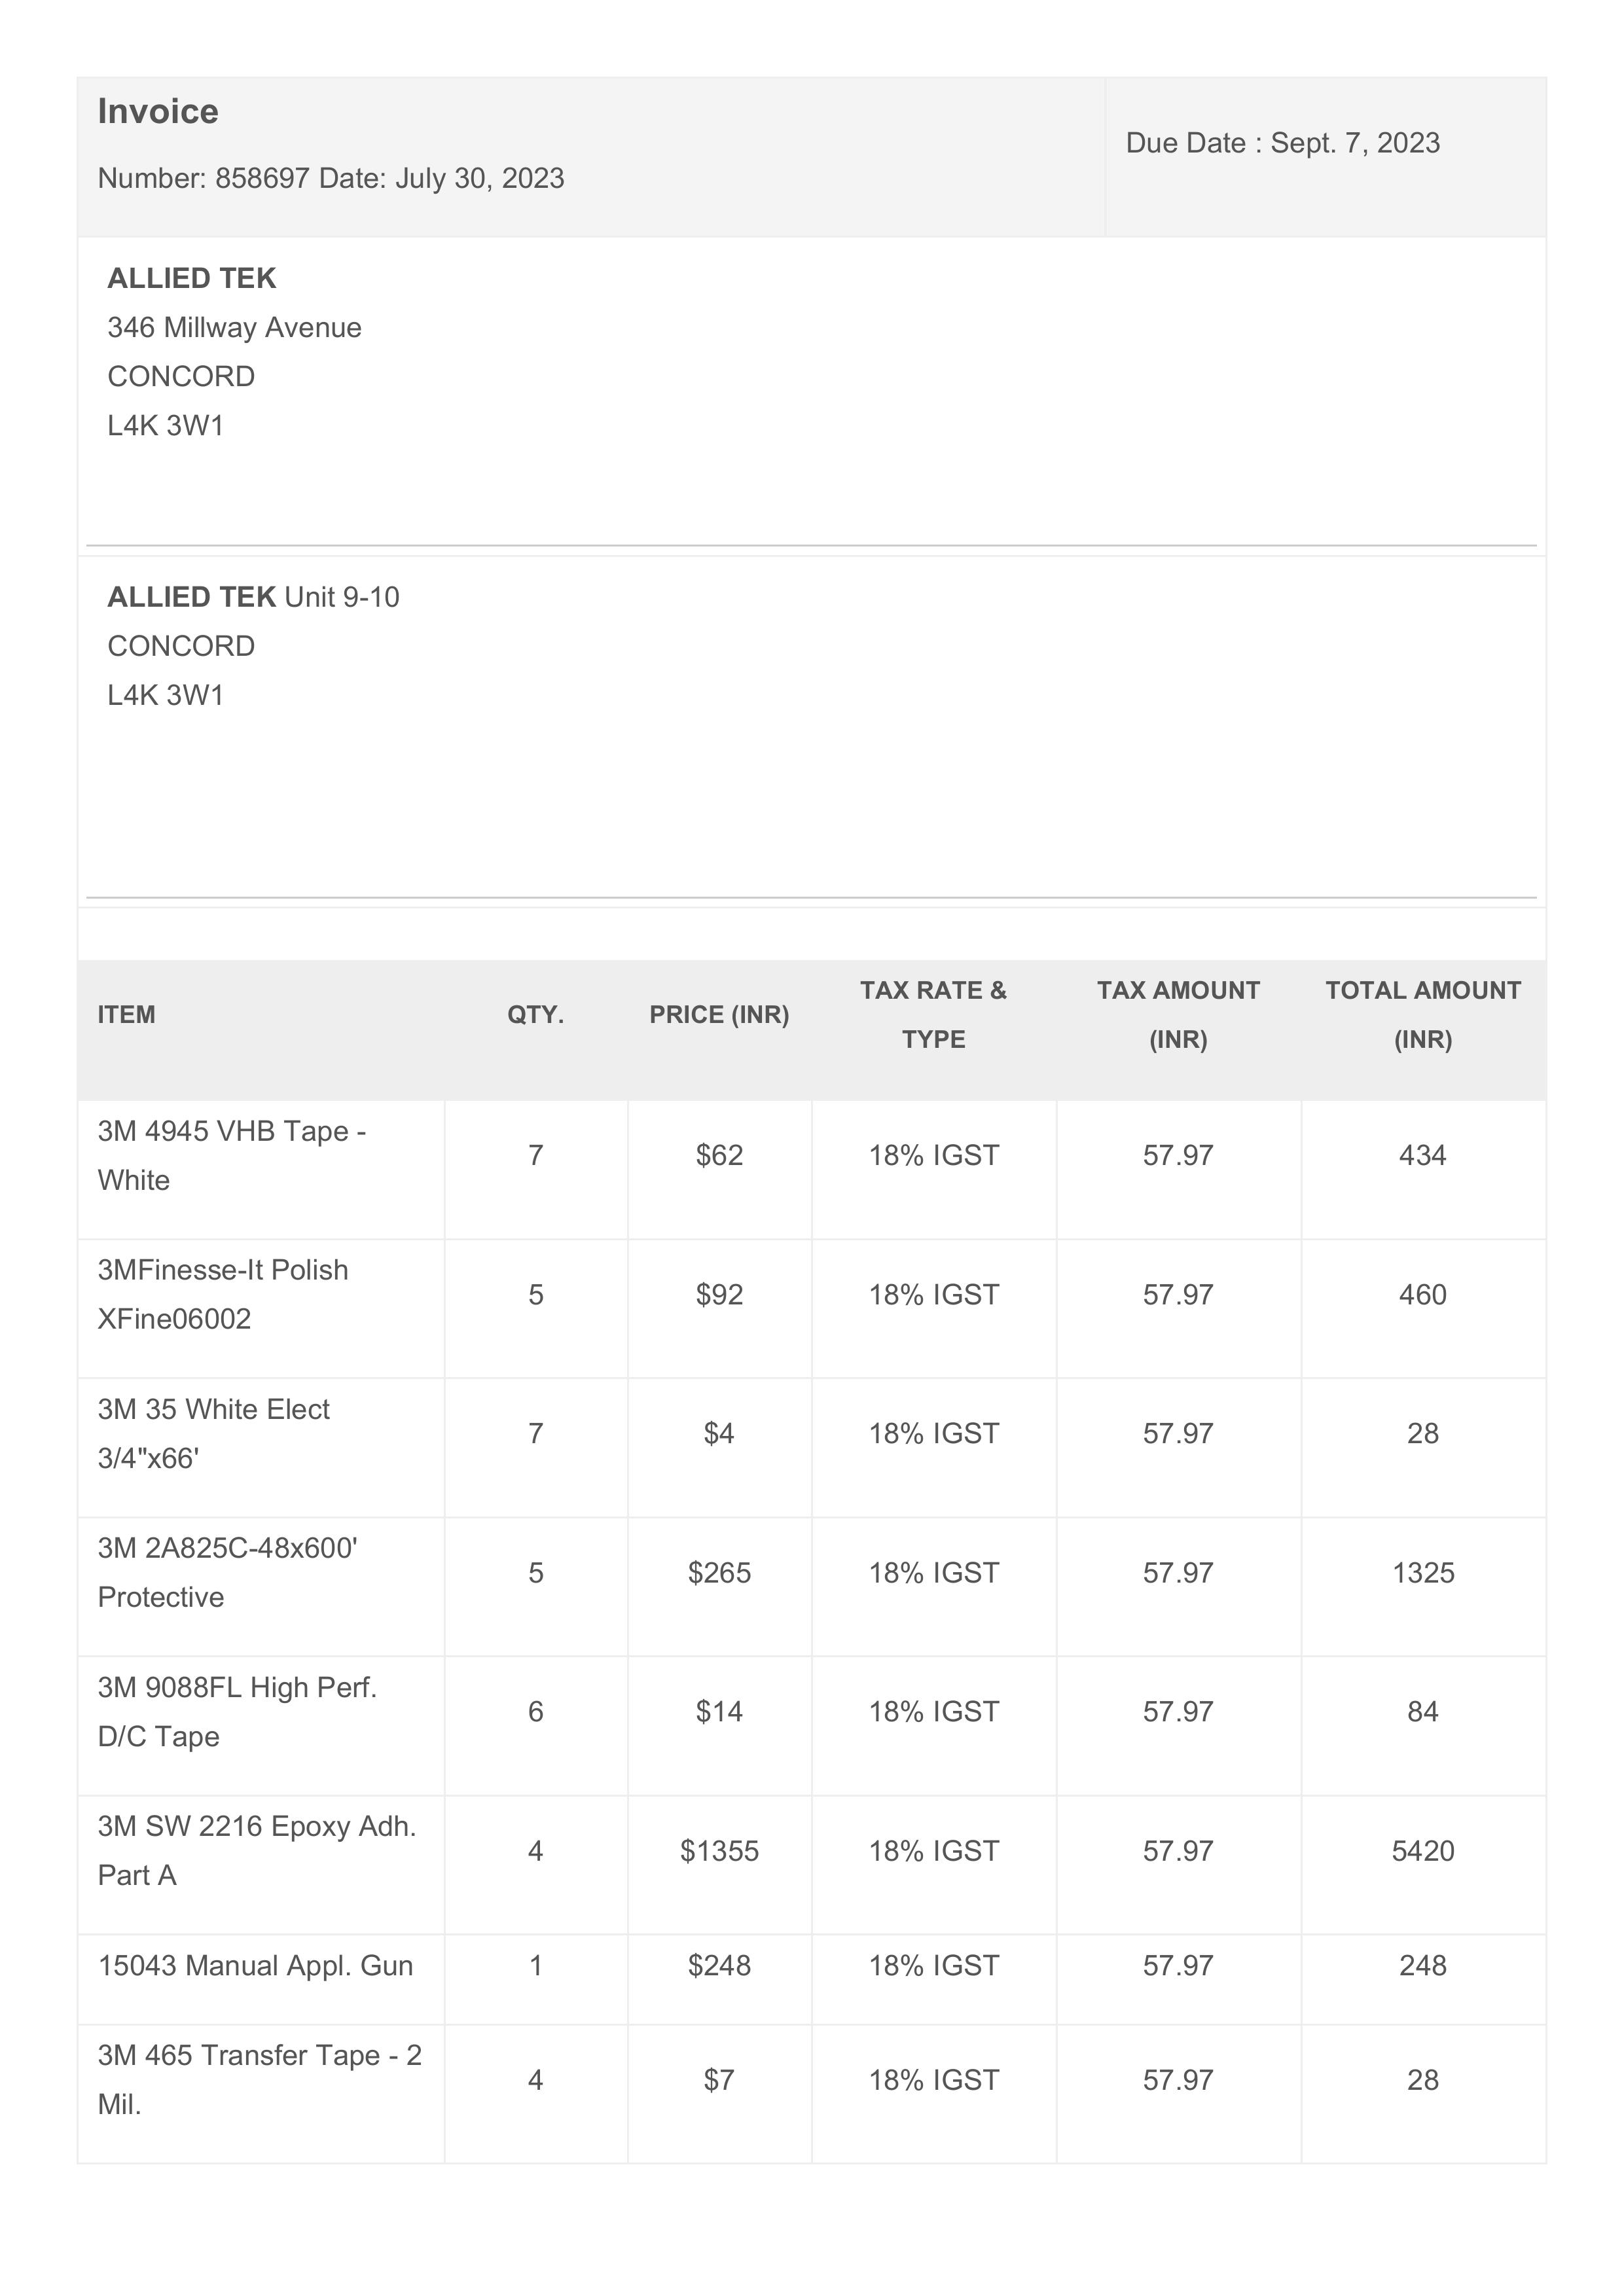 Invoice
Number: 858697 Date: July 30, 2023
Due Date : Sept. 7, 2023
ALLIED TEK
346 Millway Avenue
CONCORD
L4K 3W1
ALLIED TEK Unit 9-10
CONCORD
L4K 3W1
ITEM QTY. PRICE (INR) TAX RATE & TYPE TAX AMOUNT (INR) TOTAL AMOUNT (INR)
3M 4945 VHB Tape -
White
7 $62 18% IGST 57.97 434
3MFinesse-It Polish
XFine06002
5 $92 18% IGST 57.97 460
3M 35 White Elect
3/4"x66'
7 $4 18% IGST 57.97 28
3M 2A825C-48x600'
Protective
5 $265 18% IGST 57.97 1325
3M 9088FL High Perf.
D/C Tape
6 $14 18% IGST 57.97 84
3M SW 2216 Epoxy Adh.
Part A
4 $1355 18% IGST 57.97 5420
15043 Manual Appl. Gun 1 $248 18% IGST 57.97 248
3M 465 Transfer Tape - 2
Mil.
4 $7 18% IGST 57.97 28